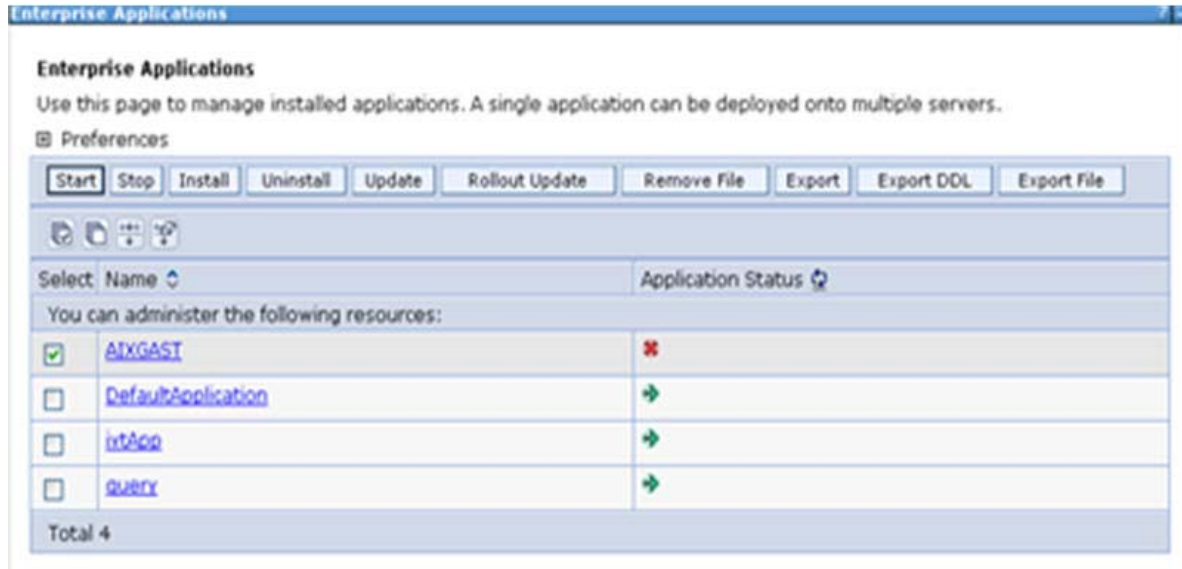 Enterprise Applications
Enterprise Applications
Use this page to manage installed applications. A single application can be deployed onto multiple servers.
Preferences
Start Stop Install Uninstall Update Rollout Update Remove File Export Export DDL Export File
Select Name Application Status
You can administer the following resources:
AIXGAST
DefaultApplication
ixtApp
query
Total 4